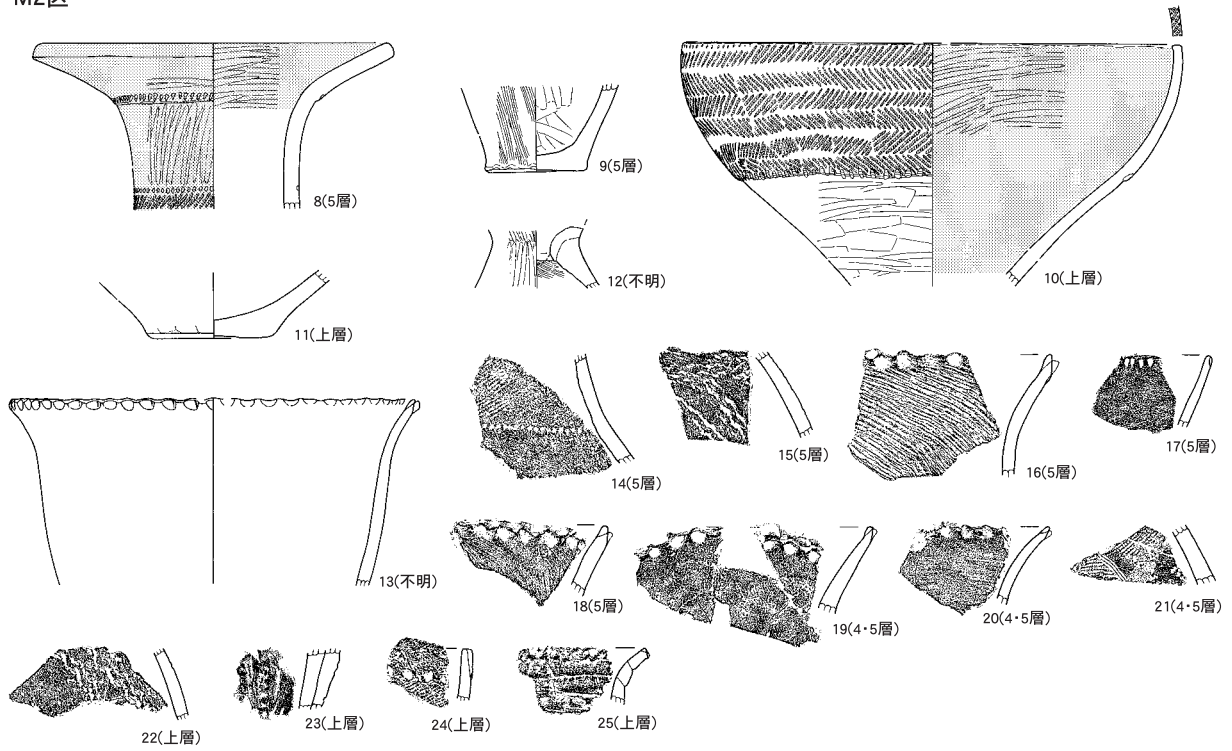 M2区
8(5層)
9(5層)
10(上層)
11(上層)
12(不明)
13(不明)
14(5層)
15(5層)
16(5層)
17(5層)
18(5層)
19(4・5層)
20(4・5層)
21(4・5層)
22(上層)
23(上層)
24(上層)
25(上層)